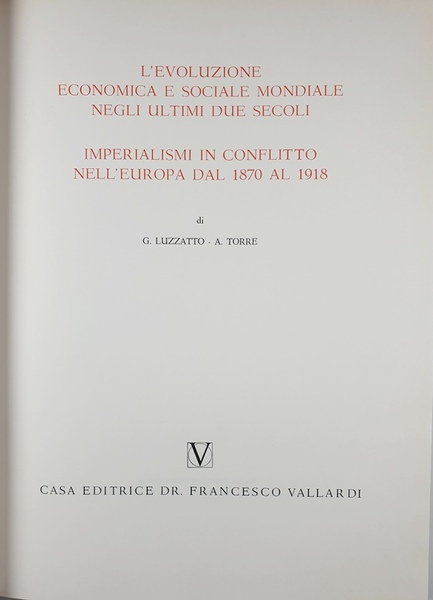 L'EVOLUZIONE
ECONOMICA E SOCIALE MONDIALE
NEGLI ULTIMI DUE SECOLI
IMPERIALISMI IN CONFLITTO
NELL'EUROPA DAL 1870 AL 1918
di
G. LUZZATTO - A. TORRE
V
CASA EDITRICE DR. FRANCESCO VALLARDI